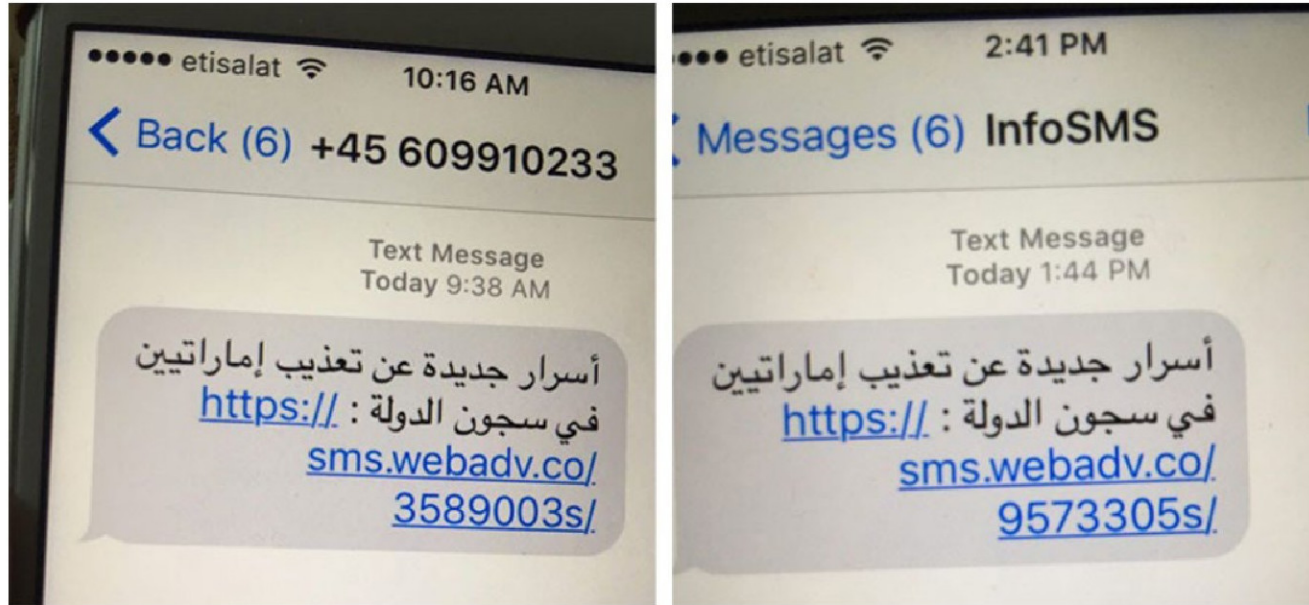 etisalat
10:16 AM
Back (6)
+45 609910233
Text Message
Today 9:38 AM
أسرار جديدة عن تعذيب إماراتيين
في سجون الدولة : https://
sms.webadv.co/
3589003s/
etisalat
2:41 PM
Messages (6)
InfoSMS
Text Message
Today 1:44 PM
أسرار جديدة عن تعذيب إماراتيين
في سجون الدولة : https://
sms.webadv.co/
9573305s/